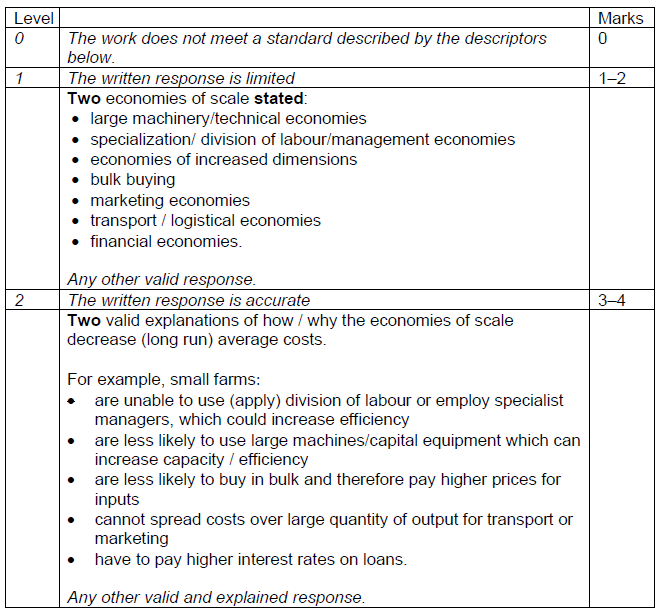 Level Marks
0 The work does not meet a standard described by the descriptors 0
below.
1 The written response is limited 1–2
Two economies of scale stated:
• large machinery/technical economies
• specialization/ division of labour/management economies
• economies of increased dimensions
• bulk buying
• marketing economies
• transport / logistical economies
• financial economies.
Any other valid response.
2 The written response is accurate 3–4
Two valid explanations of how / why the economies of scale
decrease (long run) average costs.
For example, small farms:
• are unable to use (apply) division of labour or employ specialist
managers, which could increase efficiency
• are less likely to use large machines/capital equipment which can
increase capacity / efficiency
• are less likely to buy in bulk and therefore pay higher prices for
inputs
• cannot spread costs over large quantity of output for transport or
marketing
• have to pay higher interest rates on loans.
Any other valid and explained response.